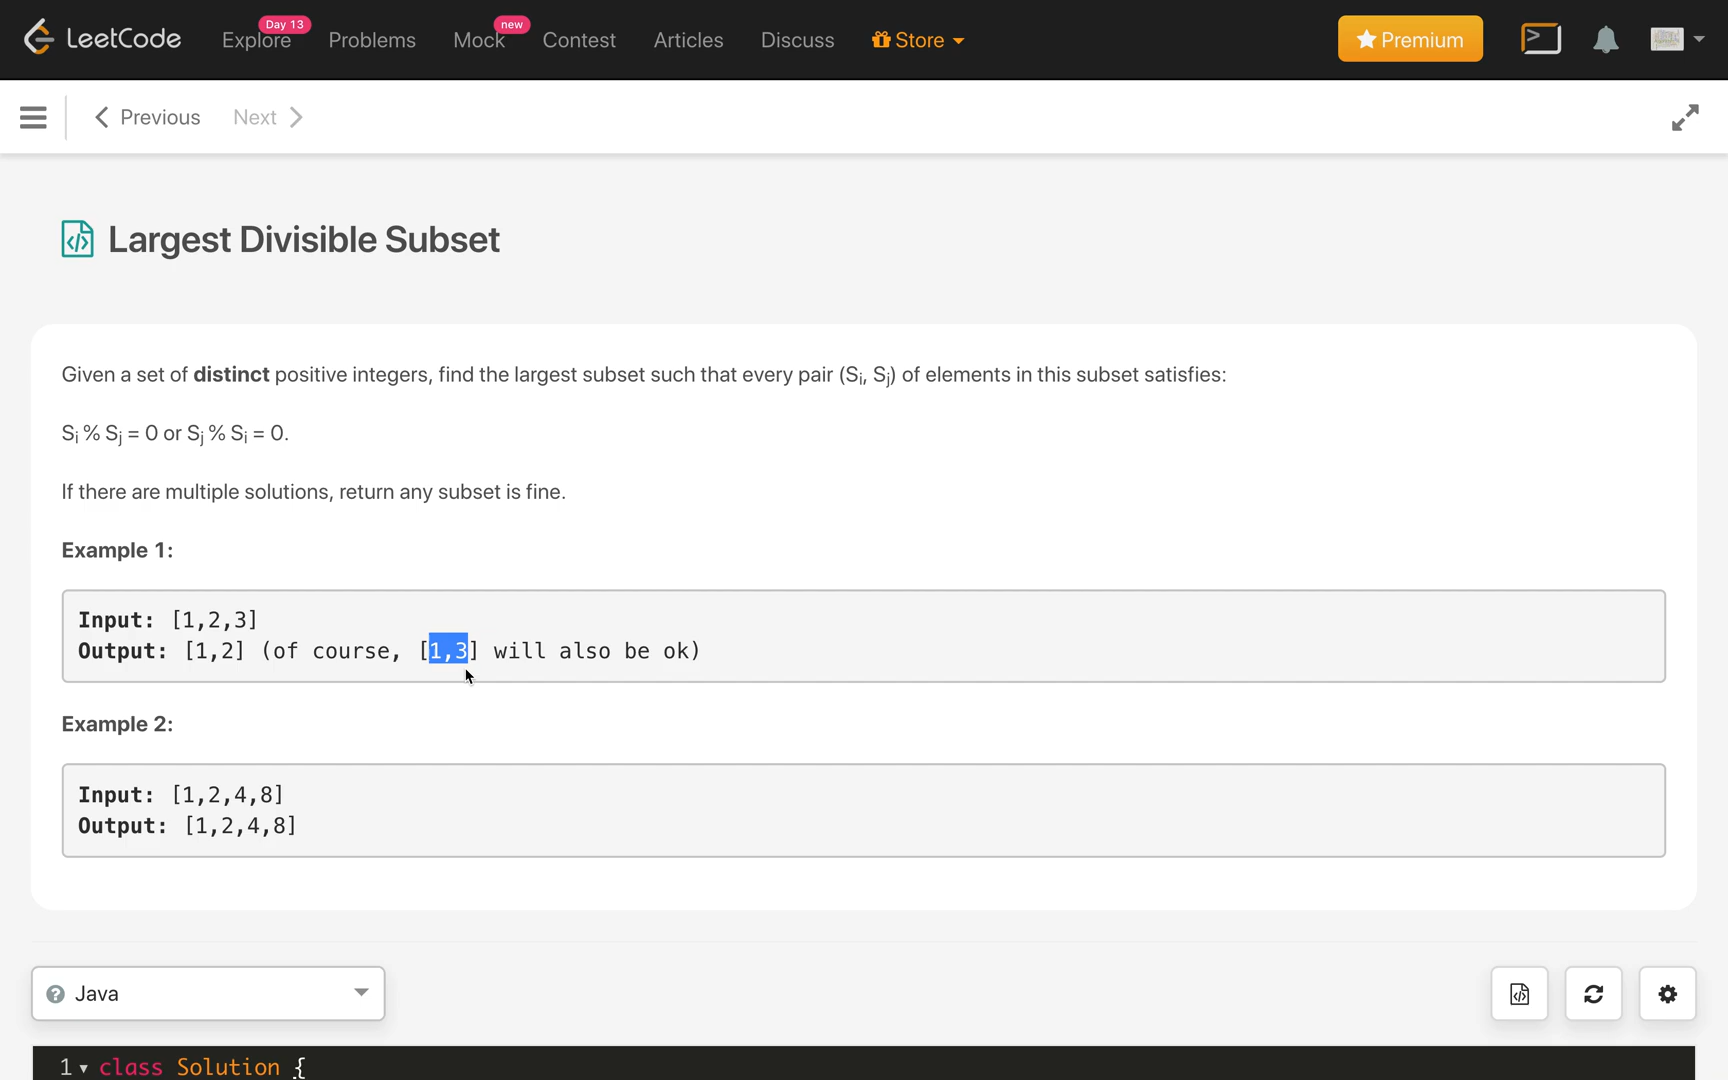 LeetCode Explore Day 13 Problems Mock new Contest Articles Discuss Store Premium
Previous Next
Largest Divisible Subset
Given a set of distinct positive integers, find the largest subset such that every pair (Si, Sj) of elements in this subset satisfies:
Si % Sj = 0 or Sj % Si = 0.
If there are multiple solutions, return any subset is fine.
Example 1:
Input: [1,2,3]
Output: [1,2] (of course, [1,3] will also be ok)
Example 2:
Input: [1,2,4,8]
Output: [1,2,4,8]
Java
1 class Solution {